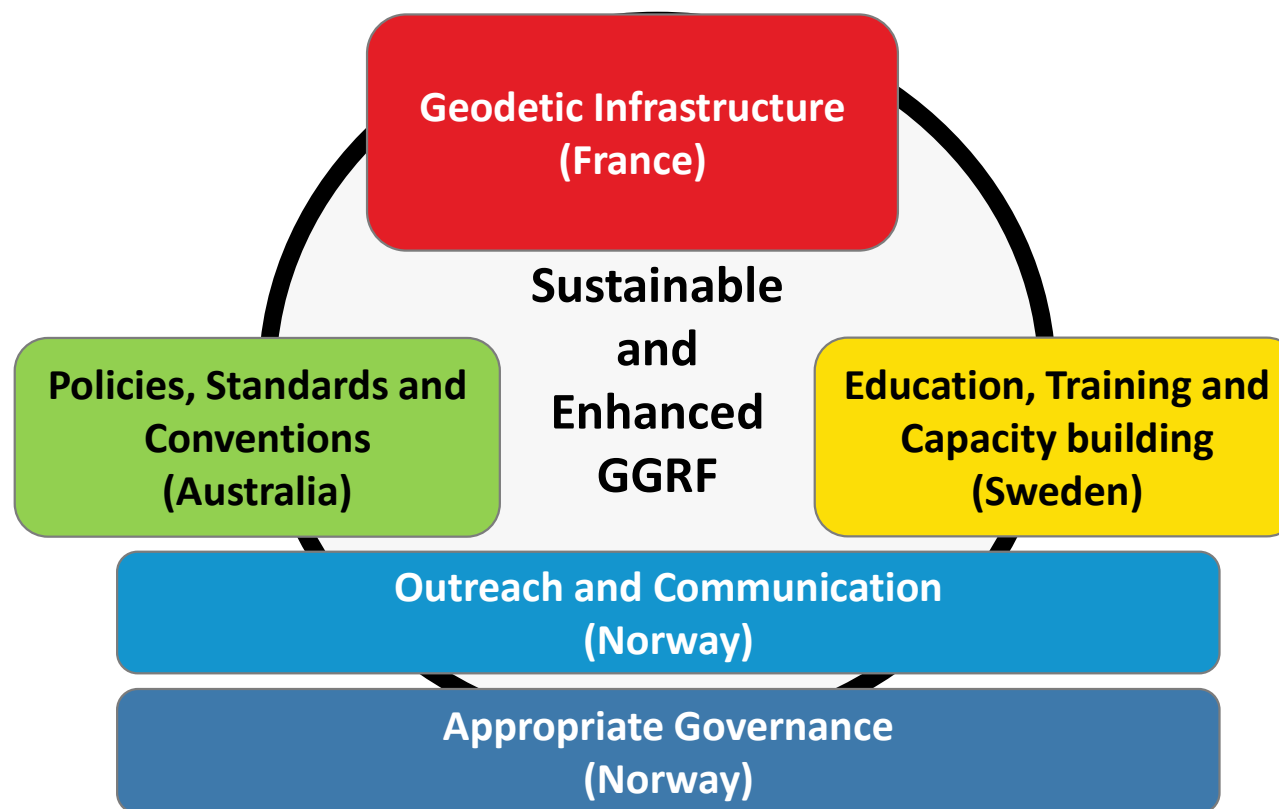 Geodetic Infrastructure
(France)
Sustainable
and
Enhanced
GGRF
Policies, Standards and
Conventions
(Australia)
Education, Training and
Capacity building
(Sweden)
Outreach and Communication
(Norway)
Appropriate Governance
(Norway)